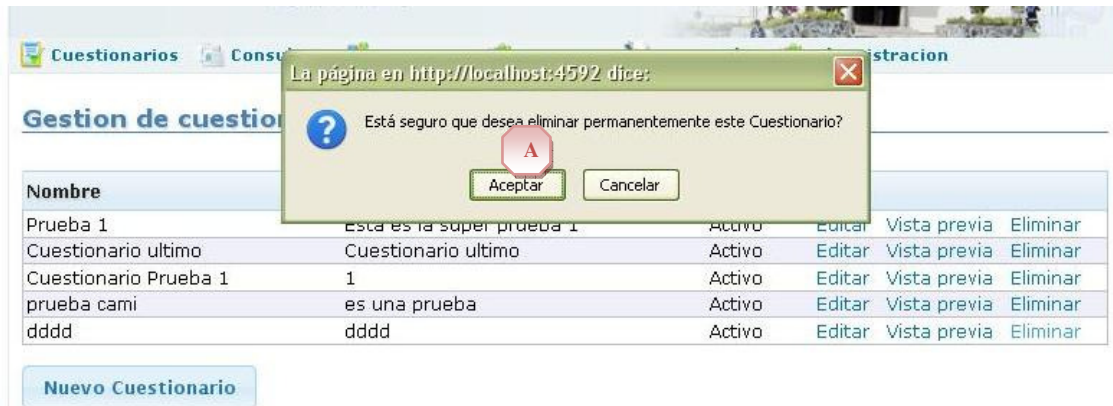 Cuestionarios Consu stracion
La página en http://localhost:4592 dice:
Gestion de cuestio
Está seguro que desea eliminar permanentemente este Cuestionario?
A
Aceptar Cancelar
Nombre
Prueba 1 Esta es la super prueba 1 Activo Editar Vista previa Eliminar
Cuestionario ultimo Cuestionario ultimo Activo Editar Vista previa Eliminar
Cuestionario Prueba 1 1 Activo Editar Vista previa Eliminar
prueba cami es una prueba Activo Editar Vista previa Eliminar
dddd dddd Activo Editar Vista previa Eliminar
Nuevo Cuestionario